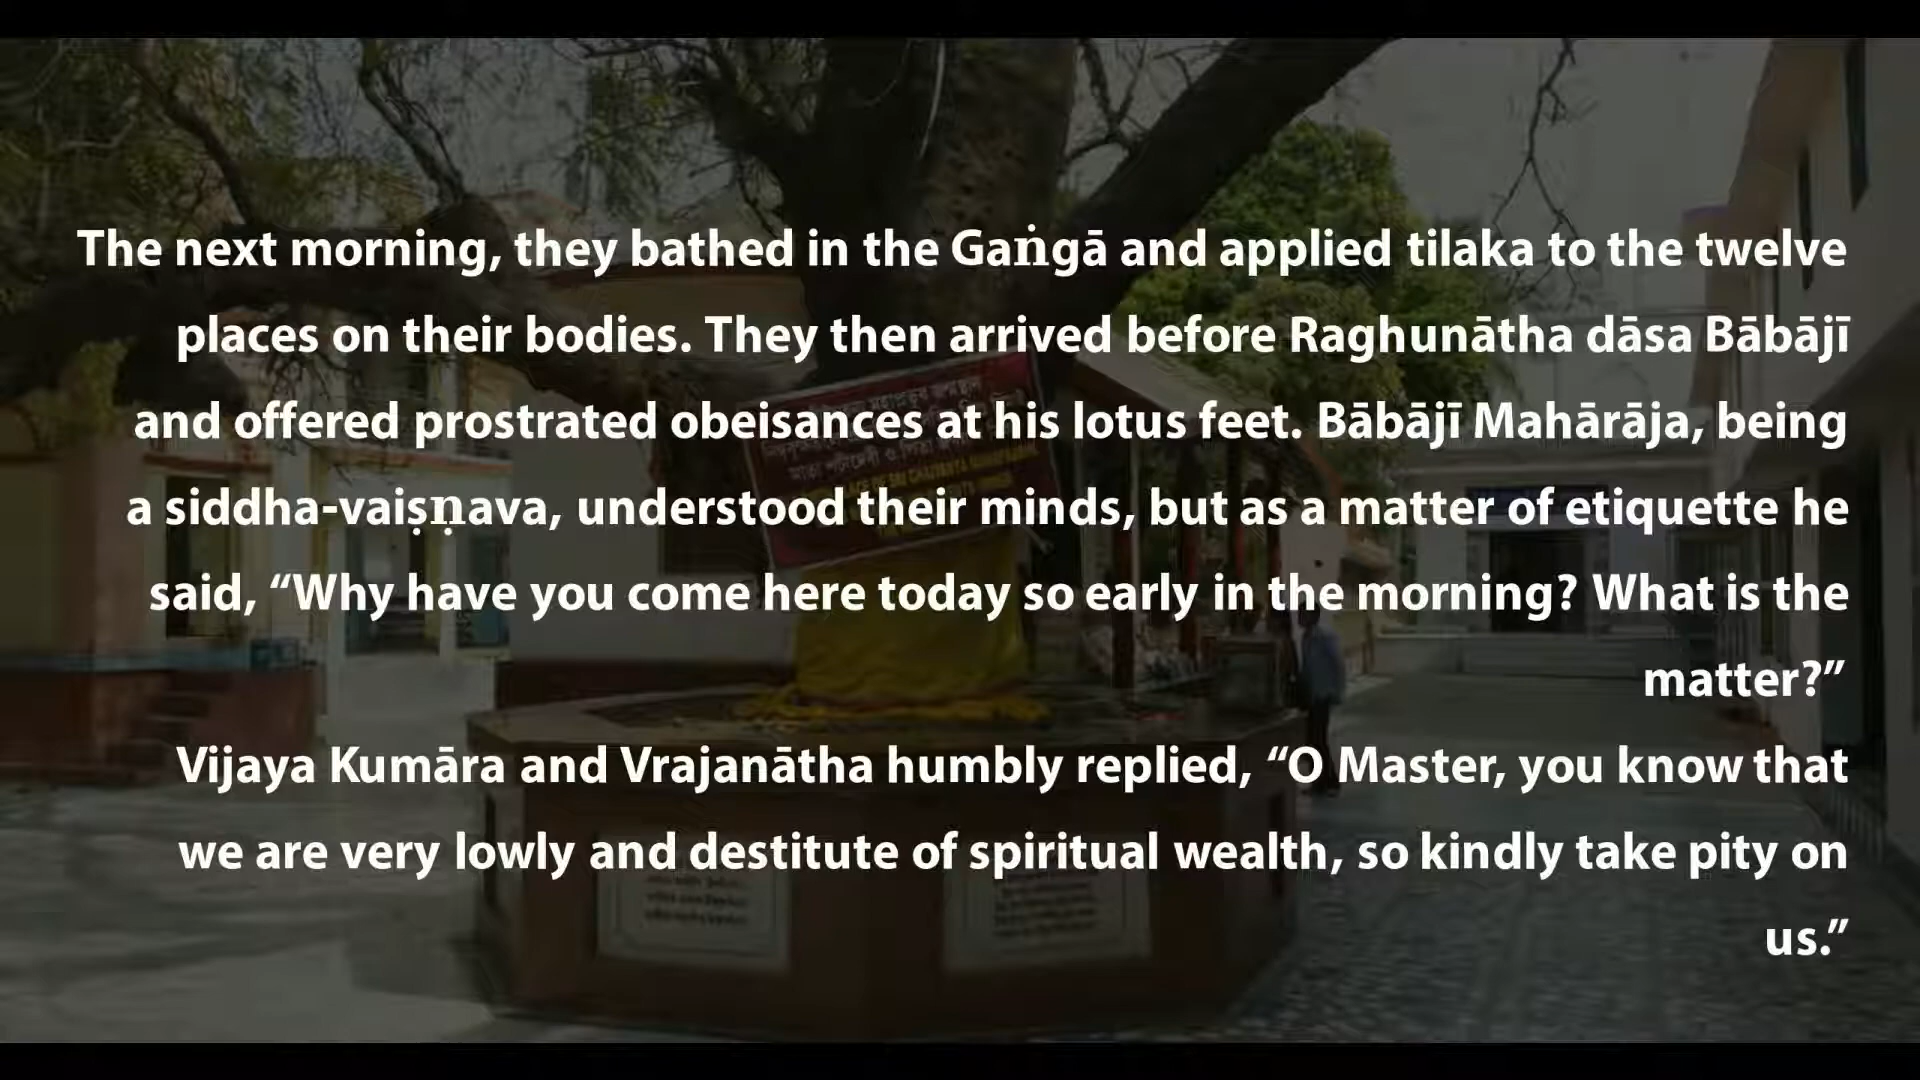 The next morning, they bathed in the Gaṅgā and applied tilaka to the twelve
places on their bodies. They then arrived before Raghunātha dāsa Bābājī
and offered prostrated obeisances at his lotus feet. Bābājī Mahārāja, being
a siddha-vaiṣṇava, understood their minds, but as a matter of etiquette he
said, “Why have you come here today so early in the morning? What is the
matter?”
Vijaya Kumāra and Vrajanātha humbly replied, “O Master, you know that
we are very lowly and destitute of spiritual wealth, so kindly take pity on
us.”